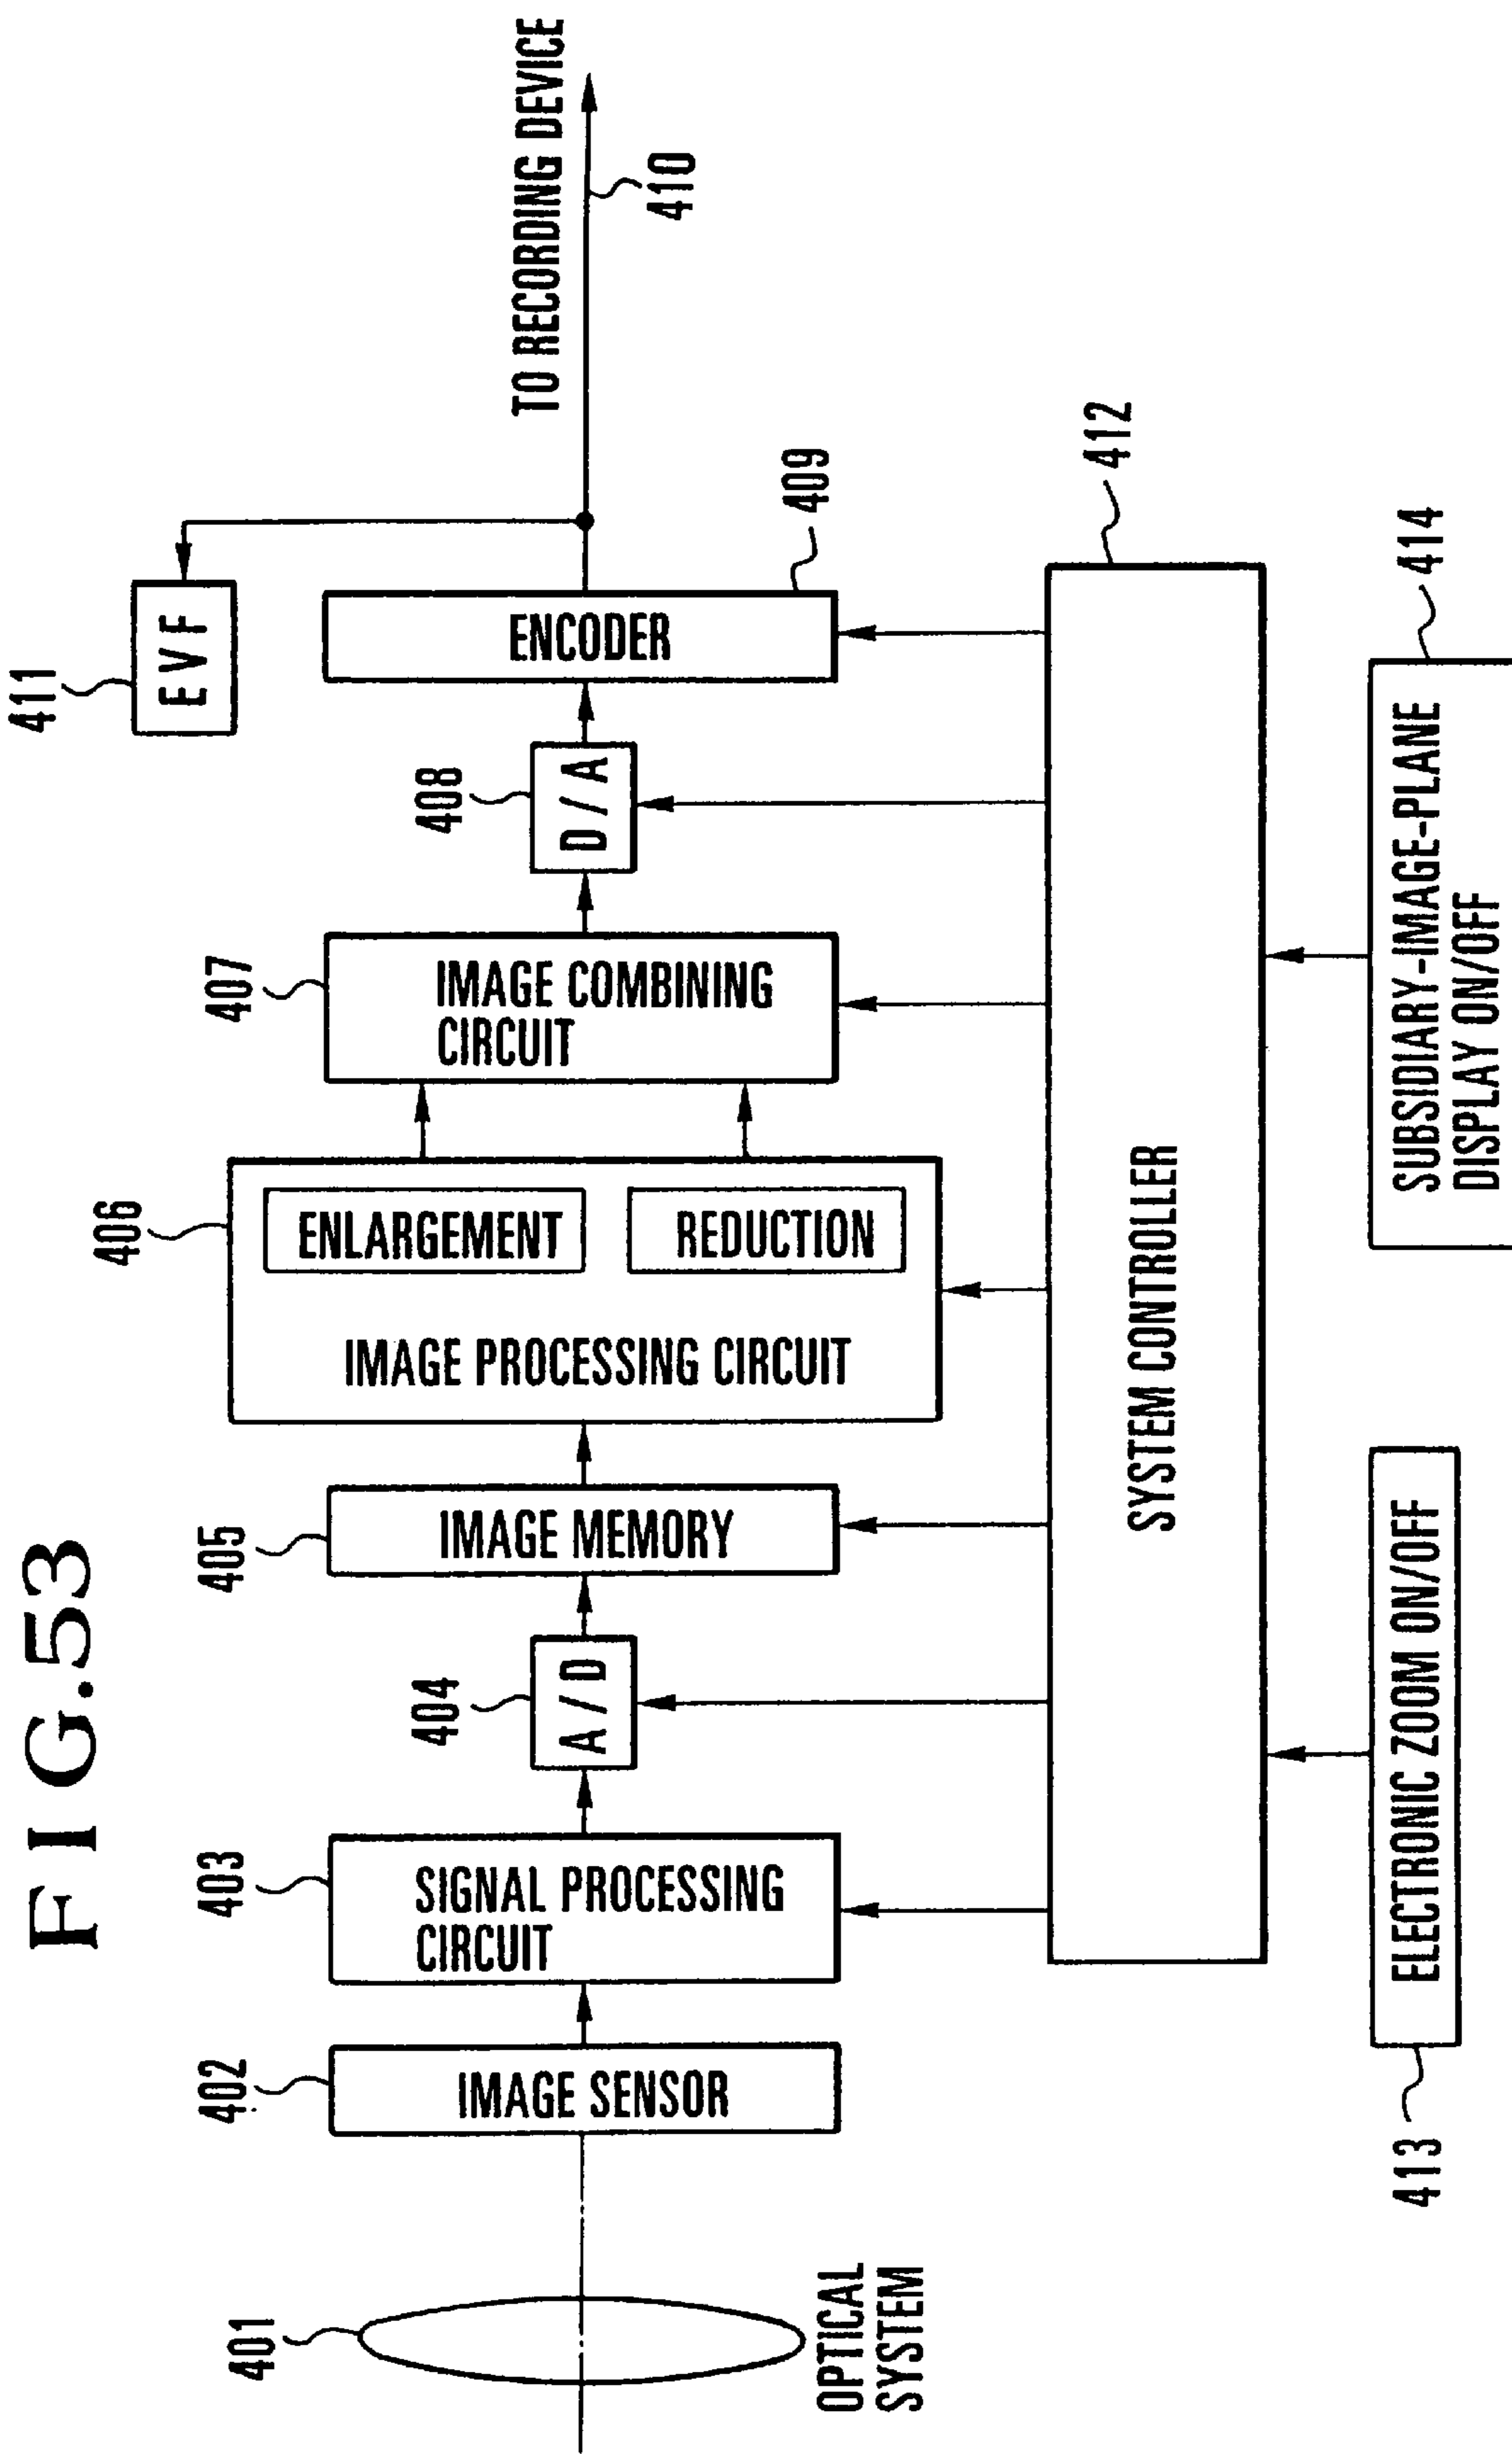 FIG.53
401
OPTICAL
SYSTEM
402
IMAGE SENSOR
403
SIGNAL PROCESSING
CIRCUIT
404
A/D
405
IMAGE MEMORY
406
ENLARGEMENT
REDUCTION
IMAGE PROCESSING CIRCUIT
407
IMAGE COMBINING
CIRCUIT
408
D/A
ENCODER
409
411
EVF
TO RECORDING DEVICE
410
SYSTEM CONTROLLER
412
413
ELECTRONIC ZOOM ON/OFF
SUBSIDIARY-IMAGE-PLANE
DISPLAY ON/OFF
414